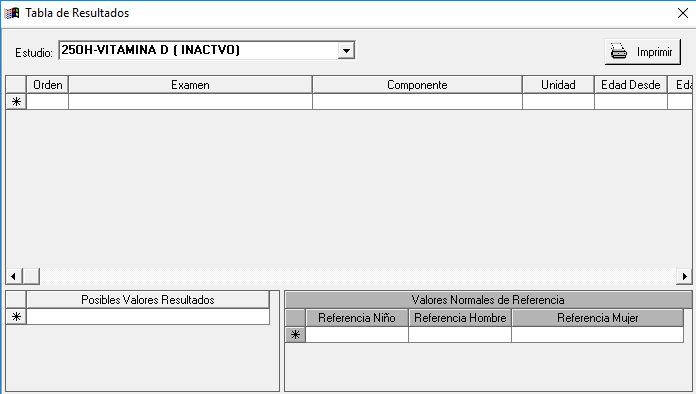 Tabla de Resultados
Estudio: 25OH-VITAMINA D ( INACTVO) Imprimir
Orden Examen Componente Unidad Edad Desde Eda
Posibles Valores Resultados
Valores Normales de Referencia
Referencia Niño Referencia Hombre Referencia Mujer